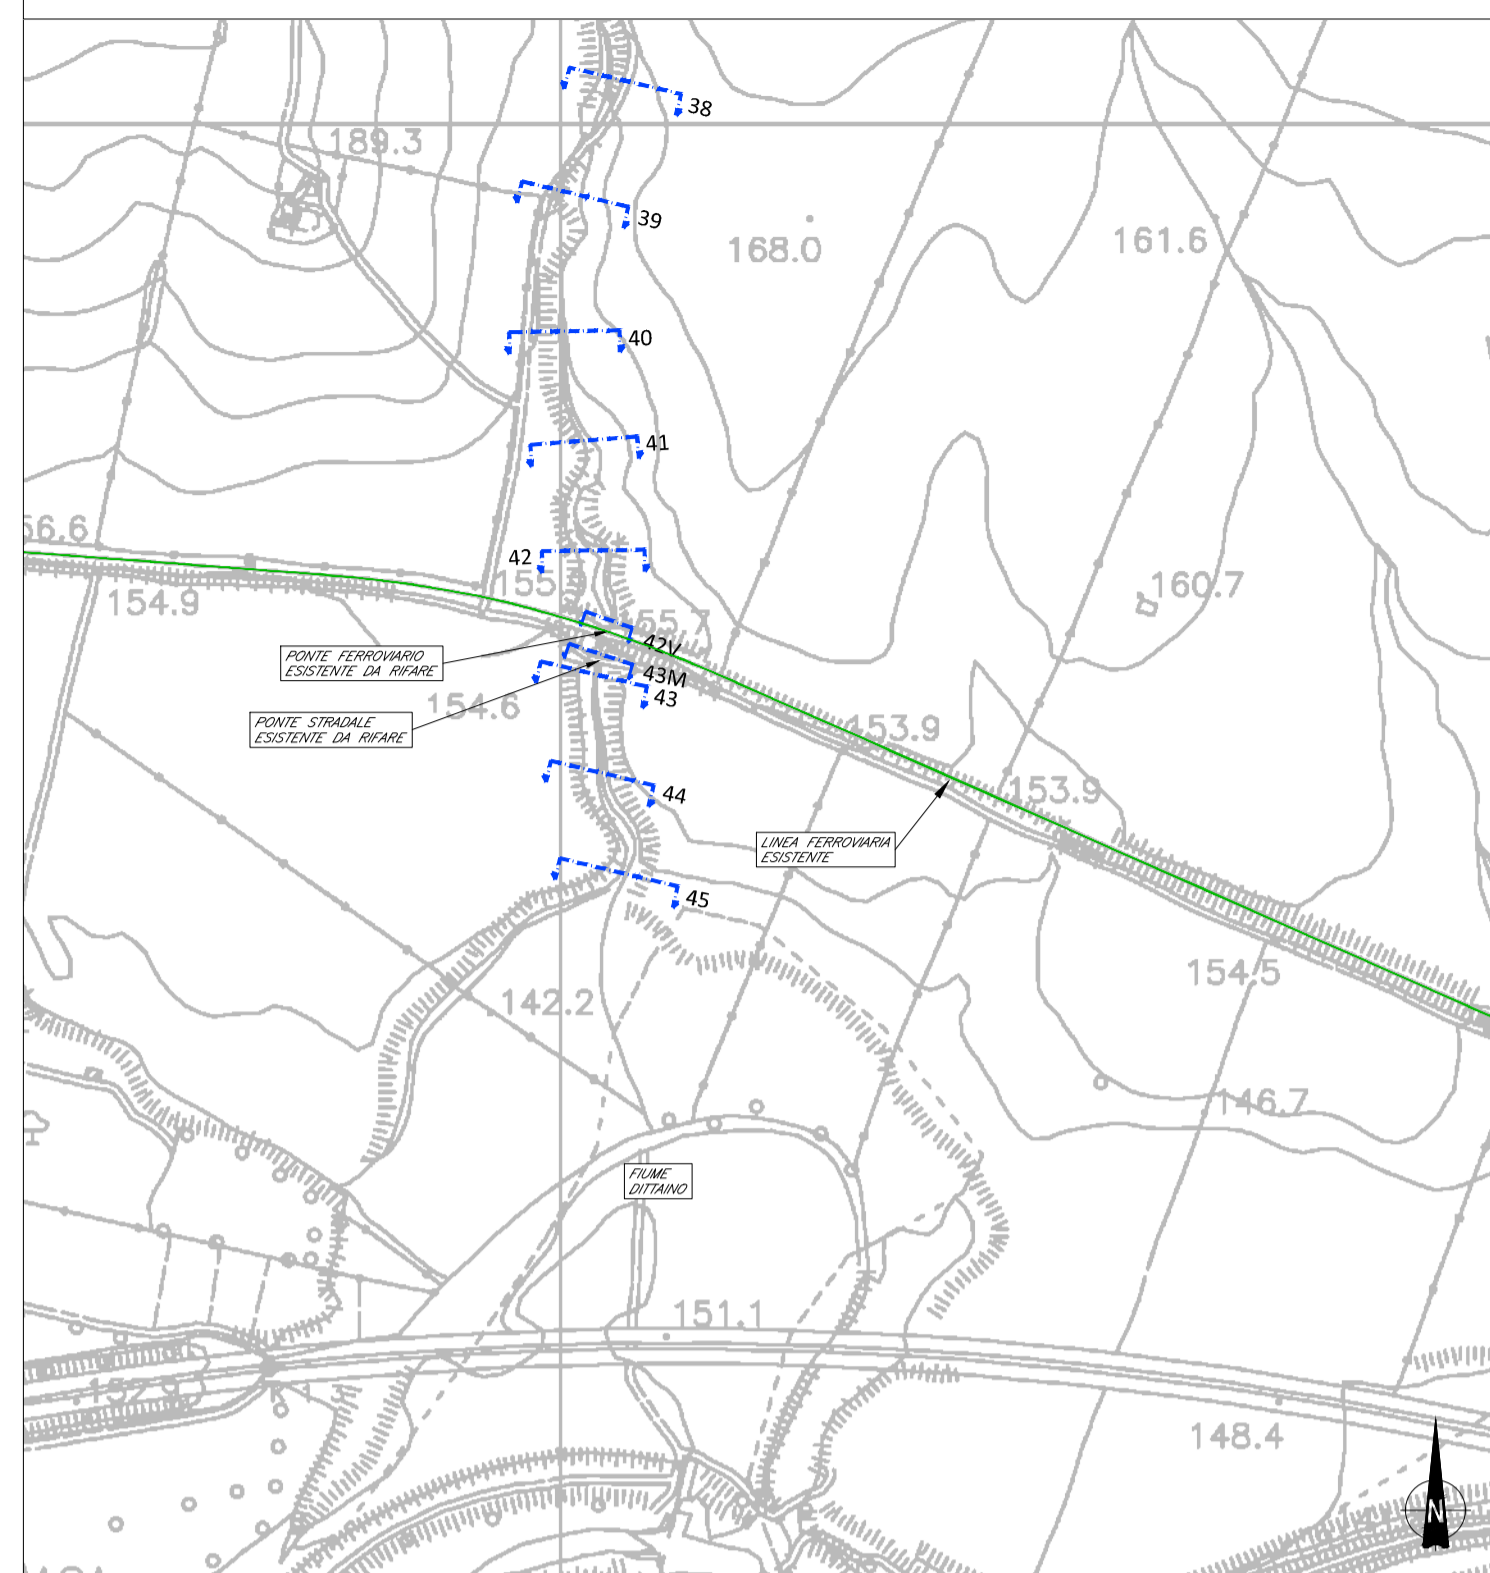 38
189.3
39
168.0
161.6
40
41
56.6
42
155.
160.7
154.9
55.7
42V
PONTE FERROVIARIO
ESISTENTE DA RIFARE
43M
43
154.6
PONTE STRADALE
ESISTENTE DA RIFARE
153.9
44
153.9
LINEA FERROVIARIA
ESISTENTE
45
154.5
142.2
146.7
FIUME
DITTAINO
151.1
148.4
N